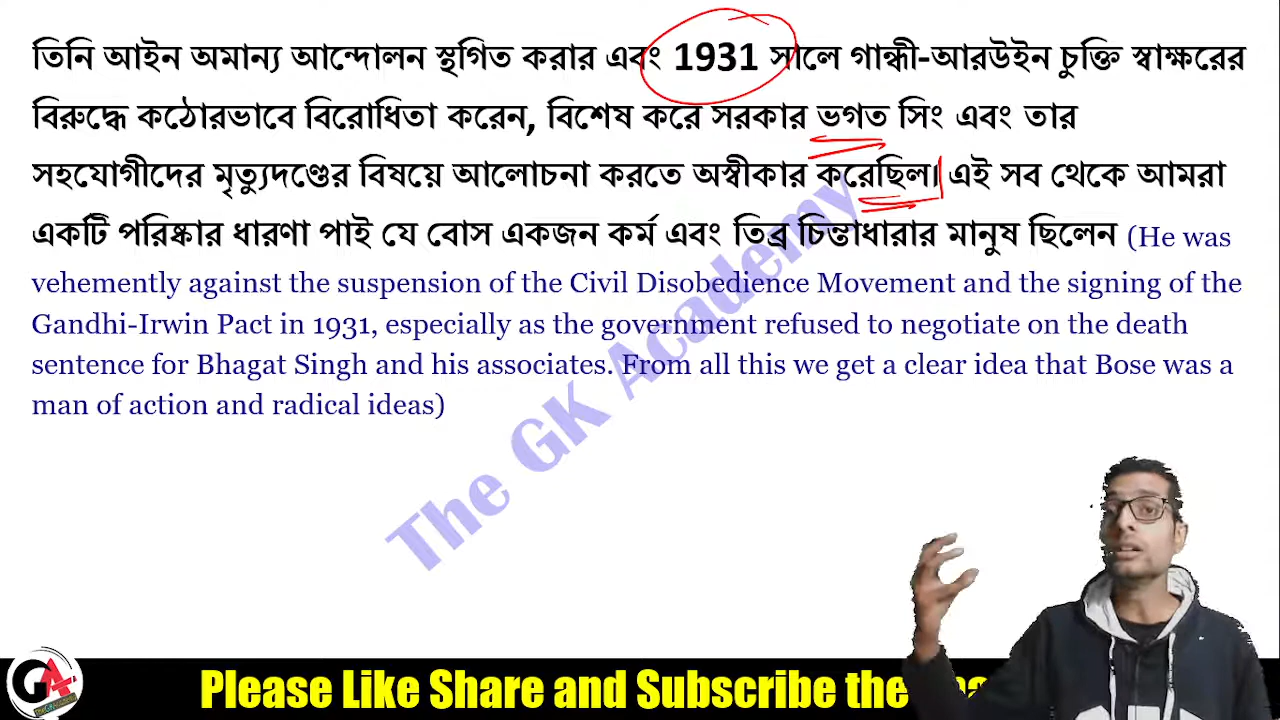 তিনি আইন অমান্য আন্দোলন স্থগিত করার এবং 1931 সালে গান্ধী-আরউইন চুক্তি স্বাক্ষরের
বিরুদ্ধে কঠোরভাবে বিরোধিতা করেন, বিশেষ করে সরকার ভগত সিং এবং তার
সহযোগীদের মৃত্যুদণ্ডের বিষয়ে আলোচনা করতে অস্বীকার করেছিল। এই সব থেকে আমরা
একটি পরিষ্কার ধারণা পাই যে বোস একজন কর্ম এবং তিব্র চিন্তাধারার মানুষ ছিলেন (He was
vehemently against the suspension of the Civil Disobedience Movement and the signing of the
Gandhi-Irwin Pact in 1931, especially as the government refused to negotiate on the death
sentence for Bhagat Singh and his associates. From all this we get a clear idea that Bose was a
man of action and radical ideas)
The GK Academy
GA
Please Like Share and Subscribe the